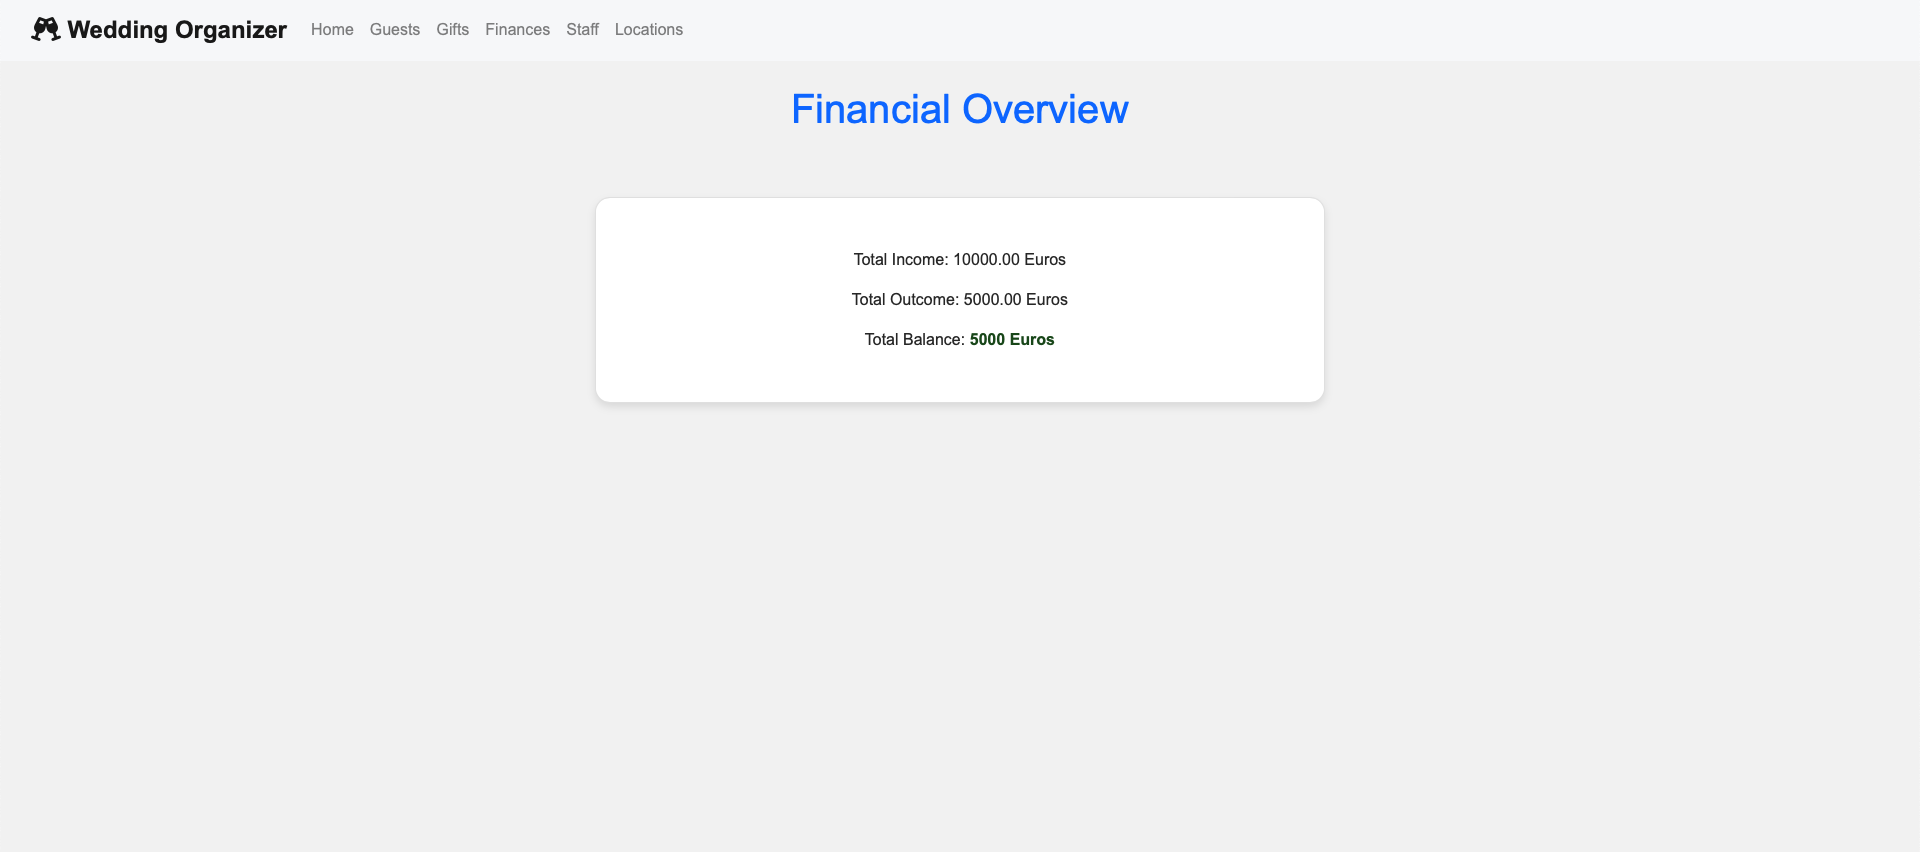 Wedding Organizer Home Guests Gifts Finances Staff Locations
Financial Overview
Total Income: 10000.00 Euros
Total Outcome: 5000.00 Euros
Total Balance: 5000 Euros